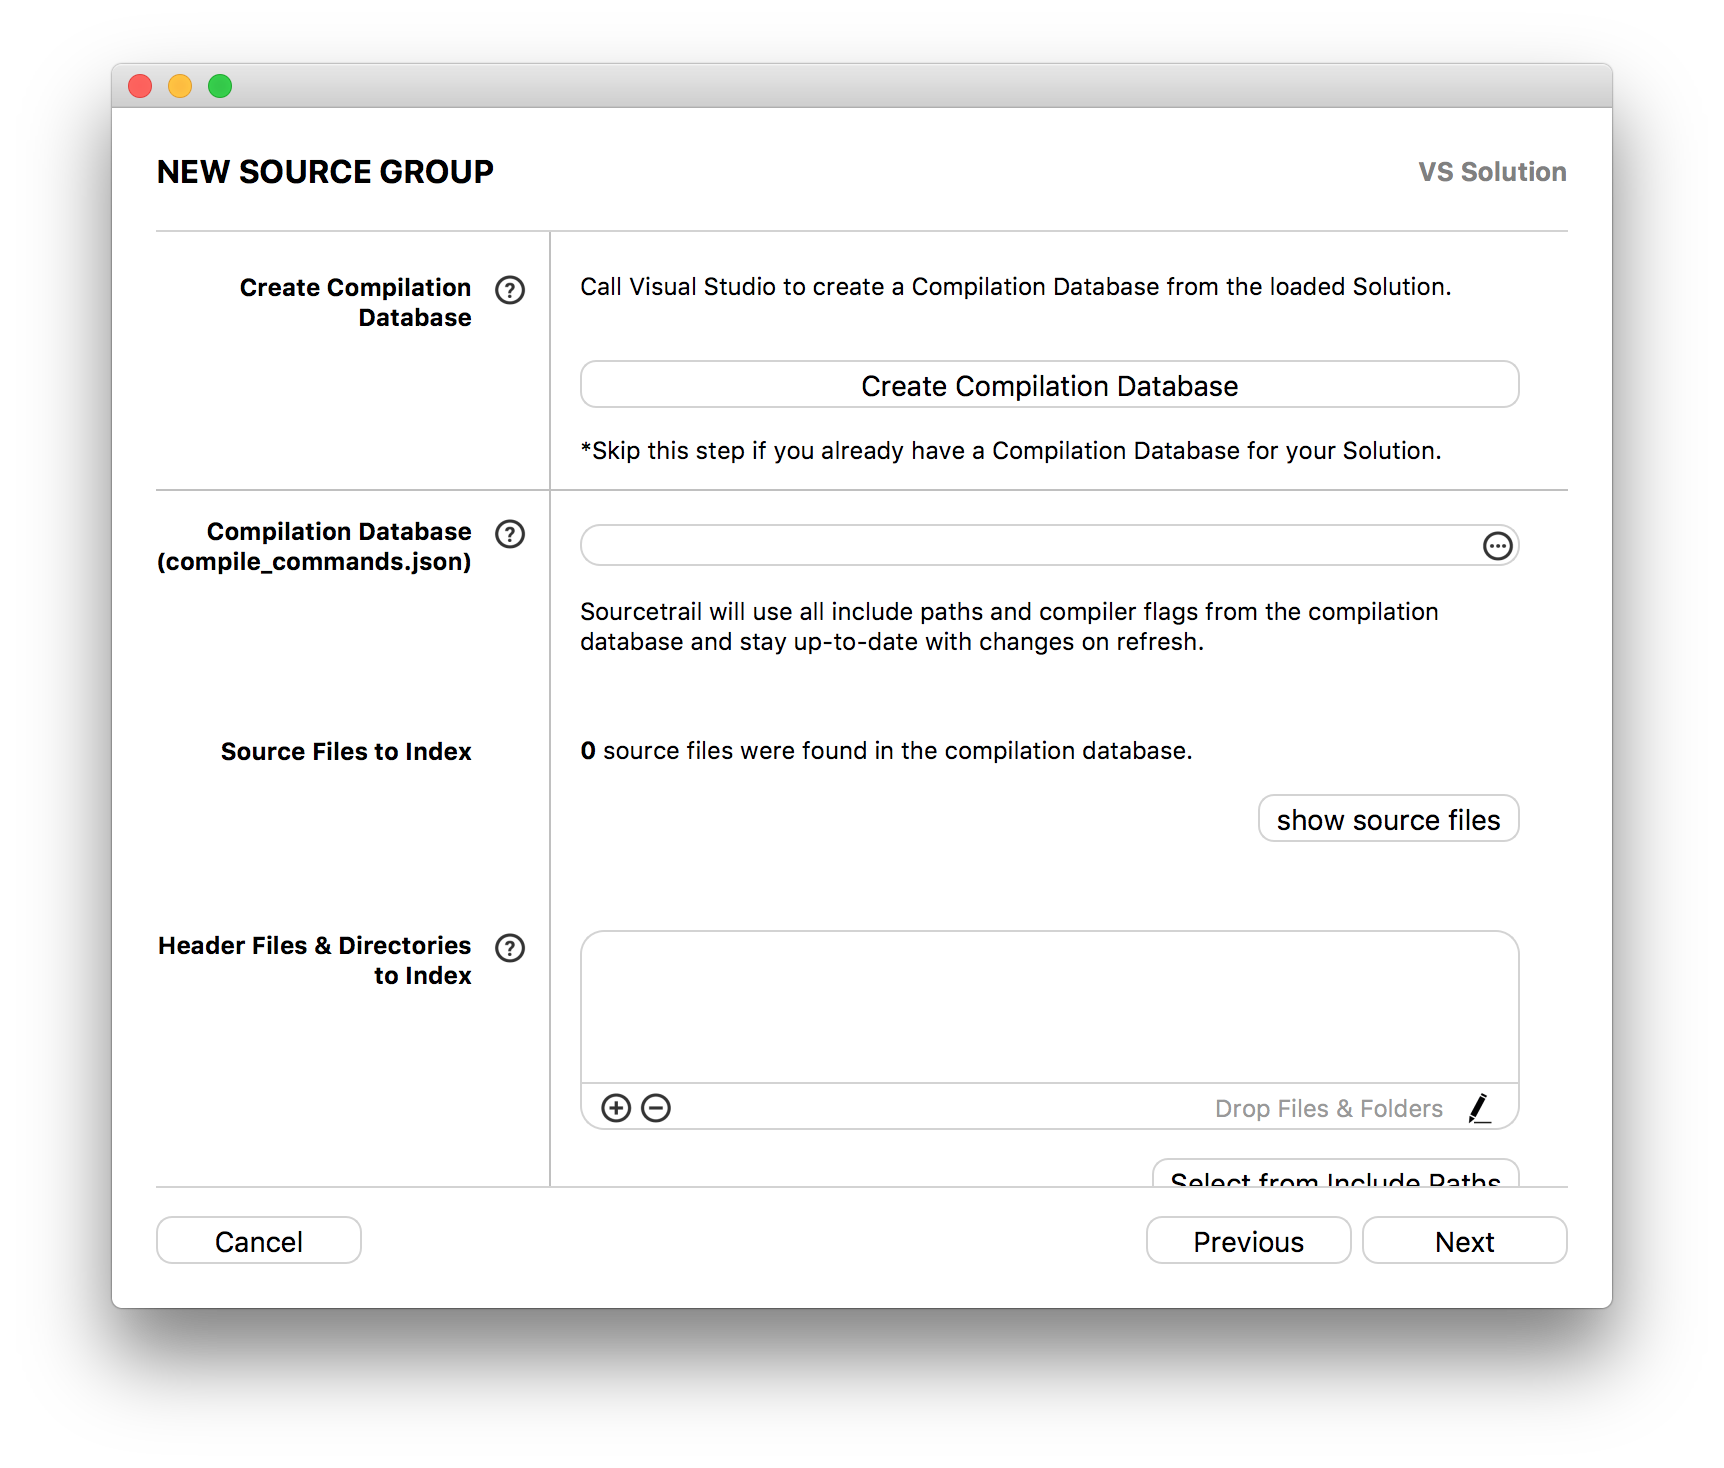 NEW SOURCE GROUP
VS Solution
Create Compilation
Database
Call Visual Studio to create a Compilation Database from the loaded Solution.
Create Compilation Database
*Skip this step if you already have a Compilation Database for your Solution.
Compilation Database
(compile_commands.json)
Sourcetrail will use all include paths and compiler flags from the compilation
database and stay up-to-date with changes on refresh.
Source Files to Index
0 source files were found in the compilation database.
show source files
Header Files & Directories
to Index
Drop Files & Folders
Select from Include Paths
Cancel
Previous
Next